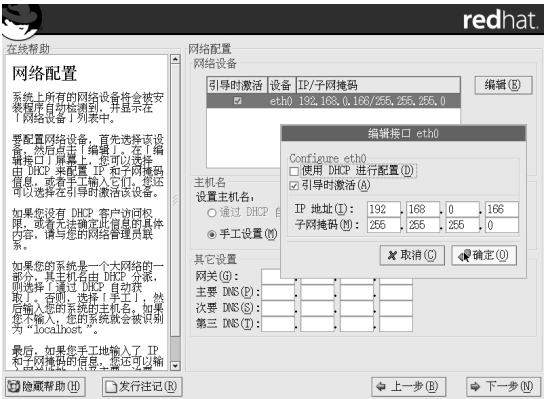 redhat.
在线帮助
网络配置
系统上所有的网络设备将会被安
装程序自动检测到，并显示在
「网络设备」列表中。
要配置网络设备，首先选择该设
备，然后点击「编辑」。在「编
辑接口」屏幕上，您可以选择
由 DHCP 来配置 IP 和子网掩码
信息，或者手工输入它们。您还
可以选择在引导时激活该设备。
如果您没有 DHCP 客户访问权
限，或者无法确定此信息的具体
内容，请与您的网络管理员联
系。
如果您的系统是一个大网络的一
部分，其主机名由 DHCP 分派，
则选择「通过 DHCP 自动获
取」。否则，选择「手工」，然
后输入您的系统的主机名。如果
您不输入，您的系统就会被识别
为 “localhost”。
最后，如果您手工地输入了 IP
和子网掩码的信息，您还可以输
网络配置
网络设备
引导时激活 设备 IP/子网掩码
eth0 192.168.0.166/255.255.255.0
编辑(E)
主机名
设置主机名：
通过 DHCP 自
手工设置(M)
其它设置
网关(G)：
主要 DNS(P)：
次要 DNS(S)：
第三 DNS(T)：
编辑接口 eth0
Configure eth0
使用 DHCP 进行配置(D)
引导时激活(A)
IP 地址(I)： 192 . 168 . 0 . 166
子网掩码(M)： 255 . 255 . 255 . 0
取消(C)
确定(O)
隐藏帮助(H)
发行注记(R)
上一步(B)
下一步(N)